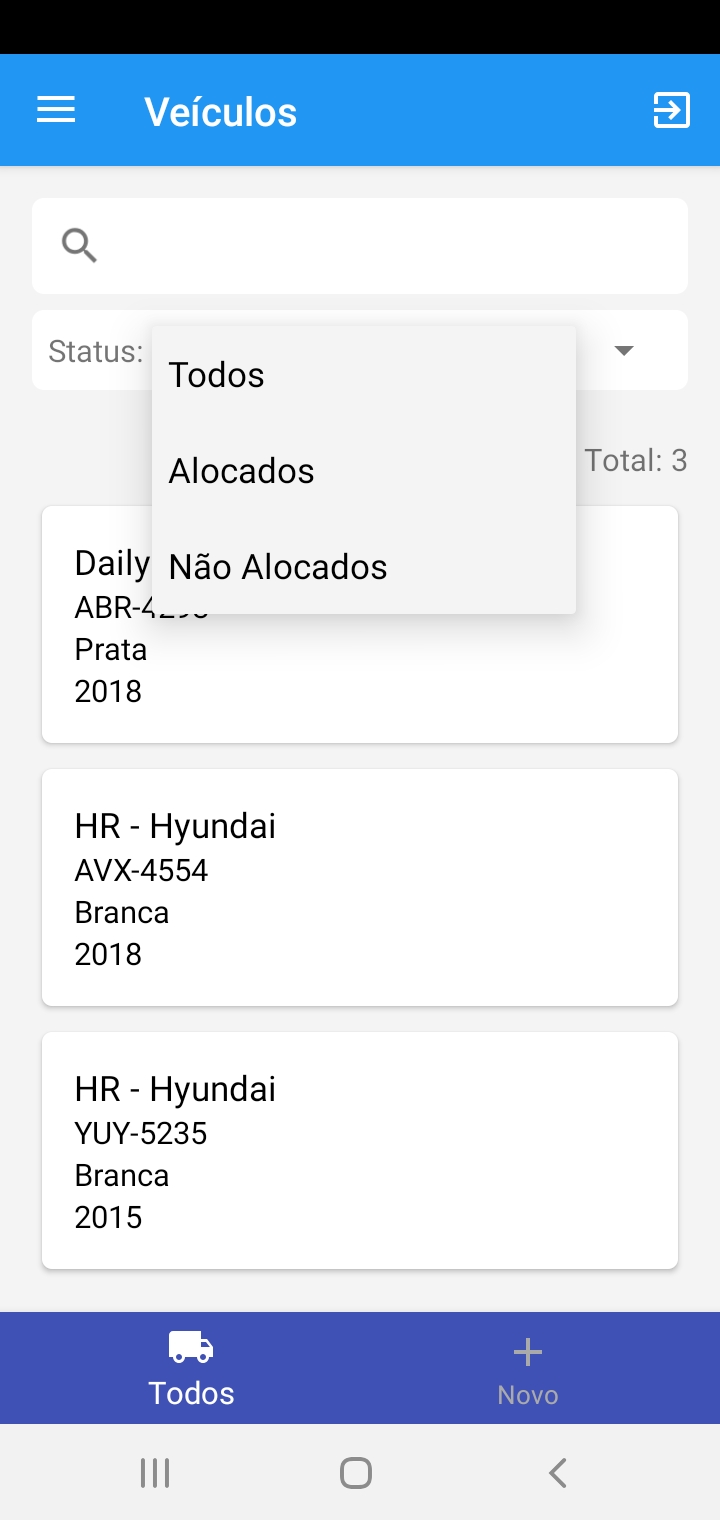 Veículos
Status:
Todos
Alocados
Não Alocados
Total: 3
Daily
Prata
2018
HR - Hyundai
AVX-4554
Branca
2018
HR - Hyundai
YUY-5235
Branca
2015
Todos
Novo